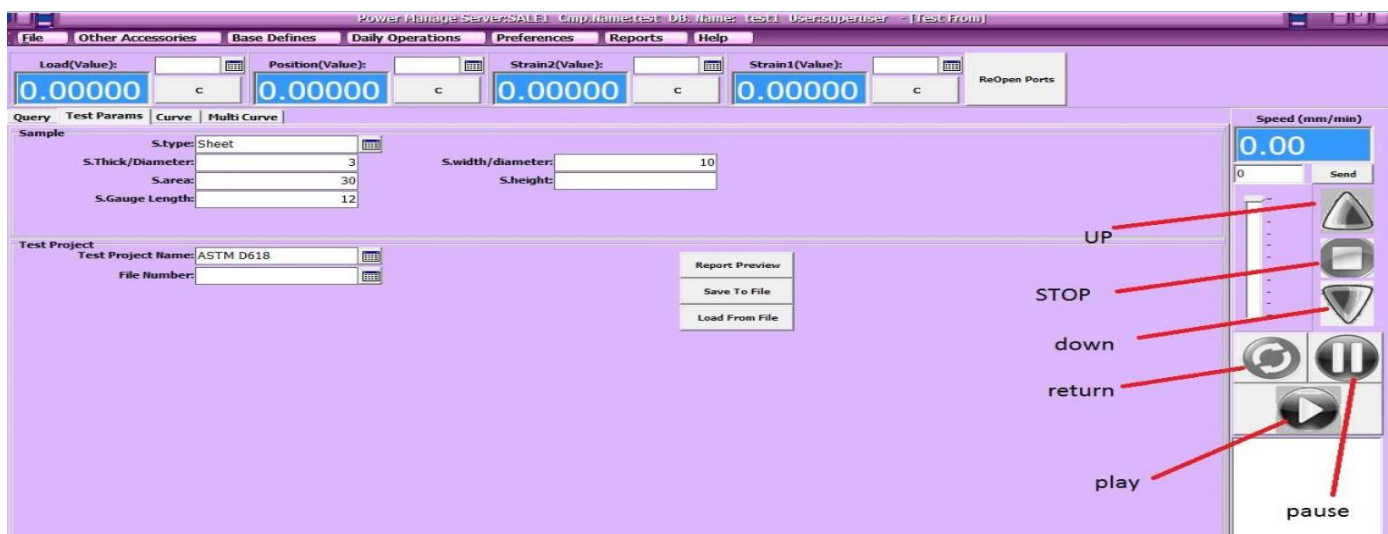 Power Manage Server:SALE1 Cmp.Name:test DB. Name: test1 User:superuser - [Test From]
File Other Accessories Base Defines Daily Operations Preferences Reports Help
Load(Value): Position(Value): Strain2(Value): Strain1(Value):
ReOpen Ports
0.00000 c 0.00000 c 0.00000 c 0.00000 c
Query Test Params Curve Multi Curve
Speed (mm/min)
Sample
0.00
S.type: Sheet
S.Thick/Diameter: 3 S.width/diameter: 10
0 Send
S.area: 30 S.height:
S.Gauge Length: 12
UP
Test Project
Test Project Name: ASTM D618
Report Preview
File Number:
Save To File
STOP
Load From File
down
return
play
pause